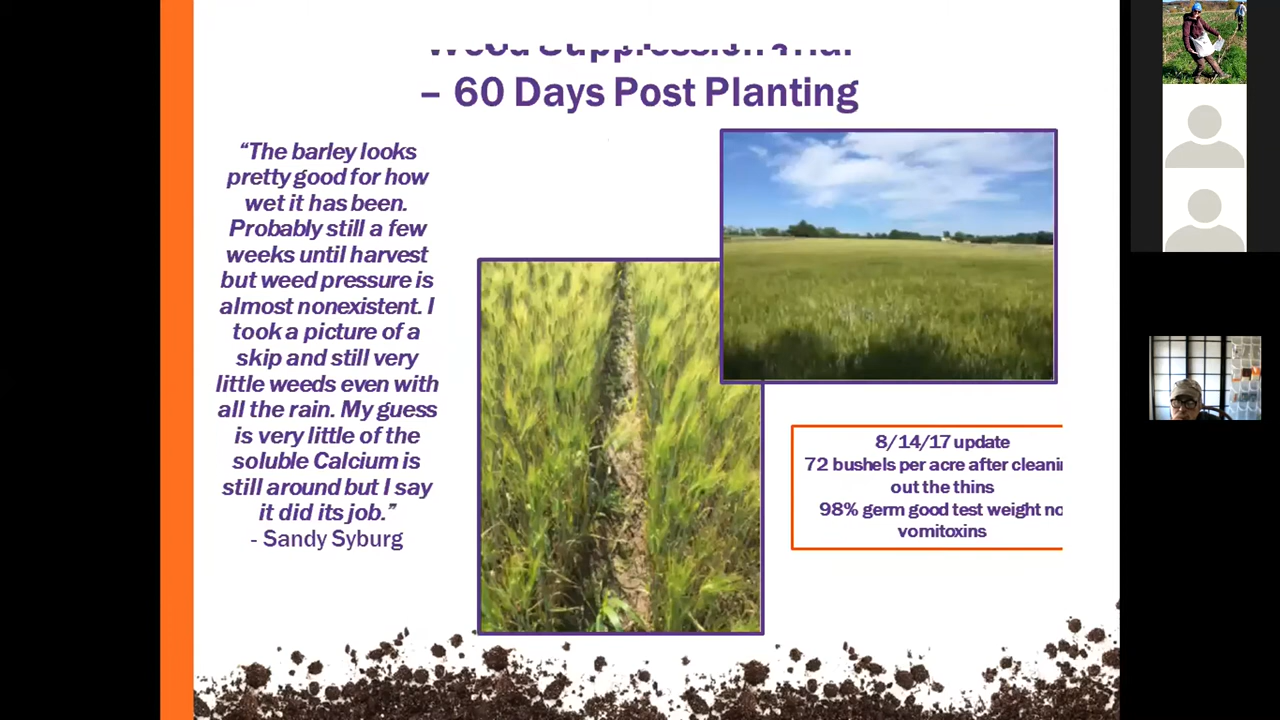 Weed Suppression Trial
– 60 Days Post Planting
“The barley looks
pretty good for how
wet it has been.
Probably still a few
weeks until harvest
but weed pressure is
almost nonexistent. I
took a picture of a
skip and still very
little weeds even with
all the rain. My guess
is very little of the
soluble Calcium is
still around but I say
it did its job.”
- Sandy Syburg
8/14/17 update
72 bushels per acre after cleani
out the thins
98% germ good test weight no
vomitoxins